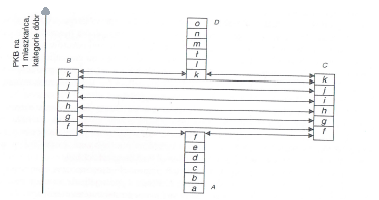 PKB na
1 mieszkańca,
kategorie dóbr
D
o
n
m
ł
l
k
B
k
j
i
h
g
f
C
k
j
i
h
g
f
f
e
d
c
b
a
A